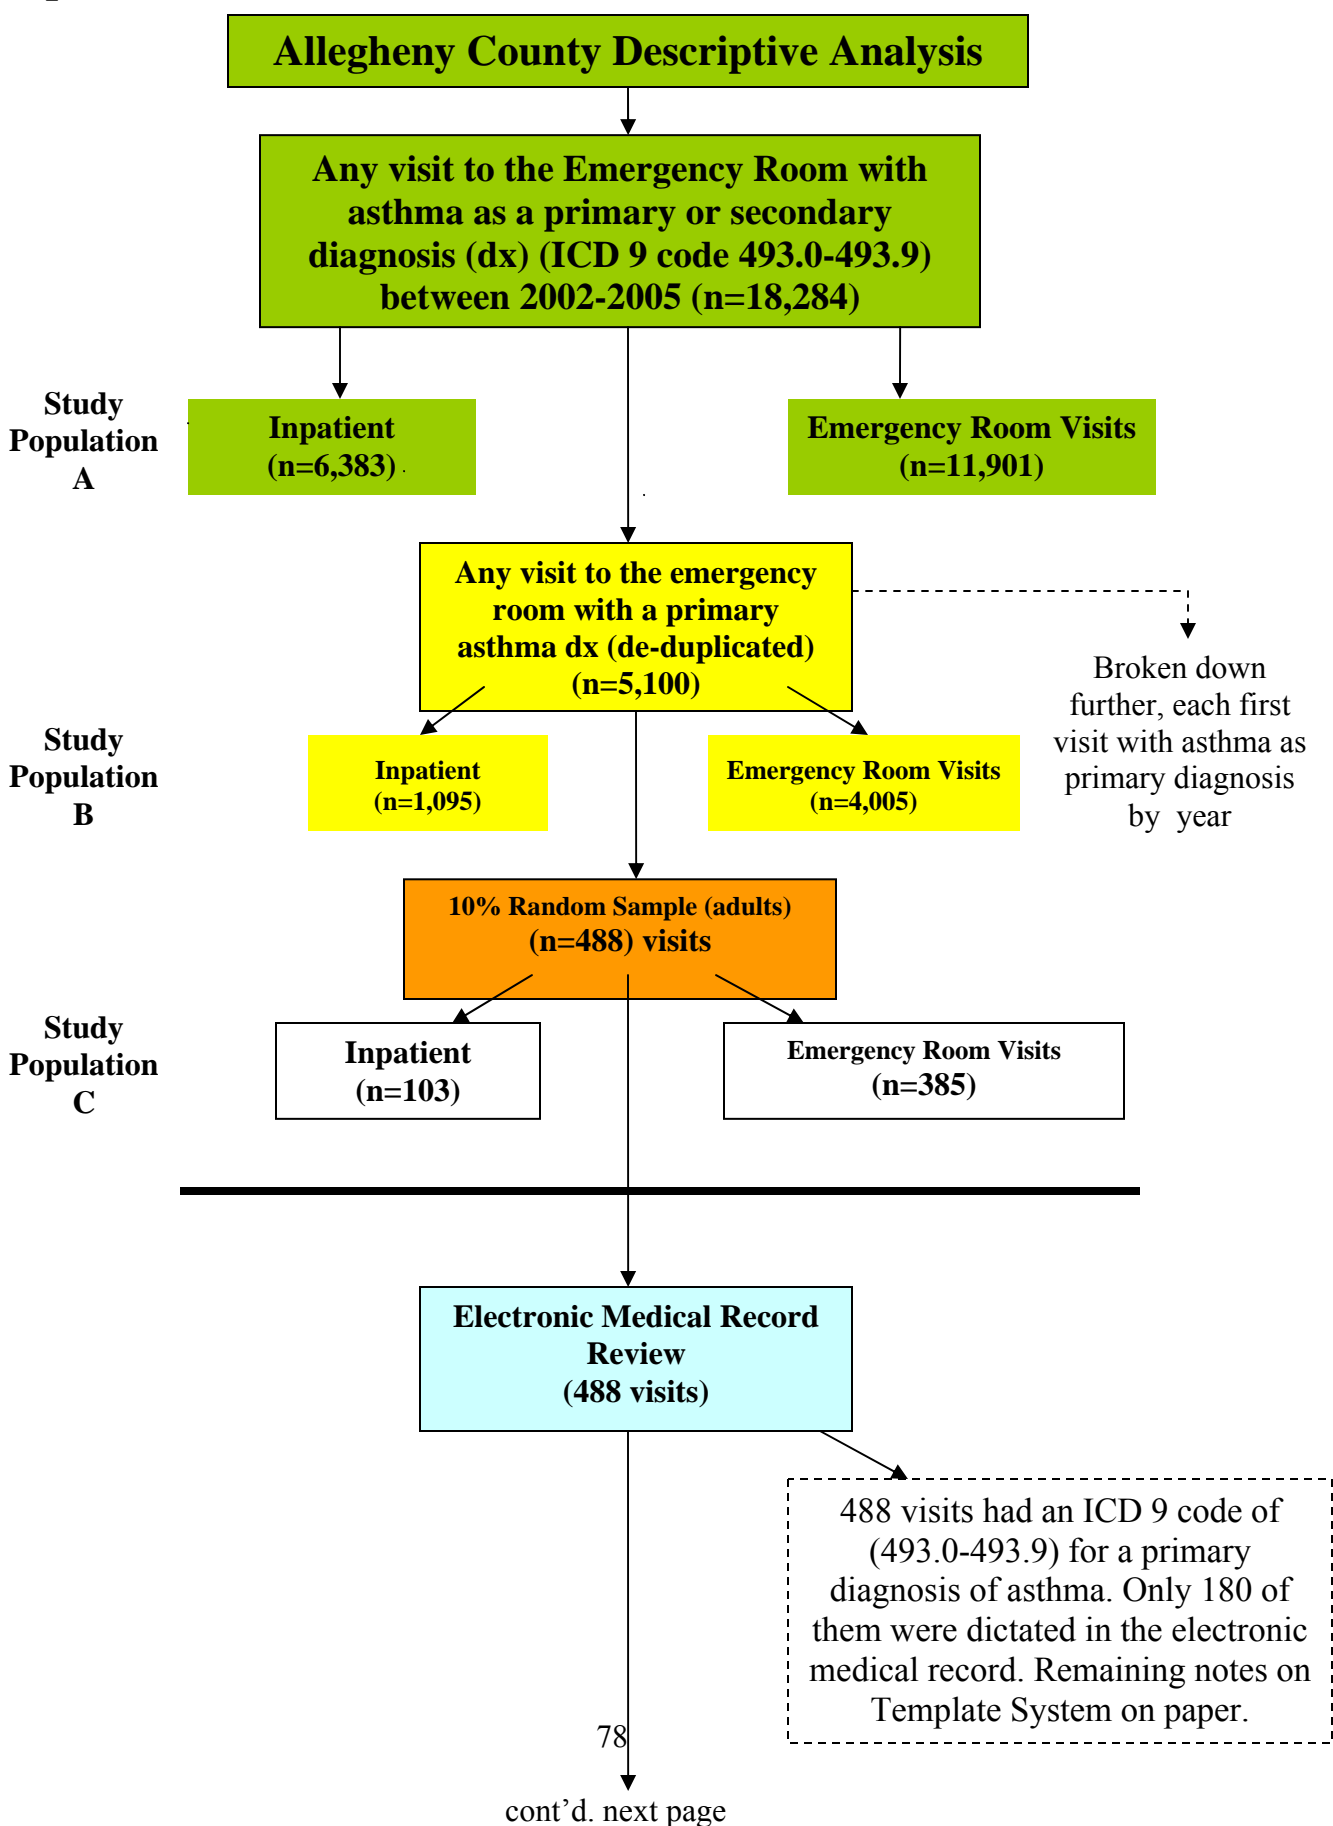 Allegheny County Descriptive Analysis
Any visit to the Emergency Room with
asthma as a primary or secondary
diagnosis (dx) (ICD 9 code 493.0-493.9)
between 2002-2005 (n=18,284)
Study
Population
A
Inpatient
(n=6,383)
Emergency Room Visits
(n=11,901)
Any visit to the emergency
room with a primary
asthma dx (de-duplicated)
(n=5,100)
Broken down
further, each first
visit with asthma as
primary diagnosis
by year
Study
Population
B
Inpatient
(n=1,095)
Emergency Room Visits
(n=4,005)
10% Random Sample (adults)
(n=488) visits
Study
Population
C
Inpatient
(n=103)
Emergency Room Visits
(n=385)
Electronic Medical Record
Review
(488 visits)
488 visits had an ICD 9 code of
(493.0-493.9) for a primary
diagnosis of asthma. Only 180 of
them were dictated in the electronic
medical record. Remaining notes on
Template System on paper.
78
cont’d. next page